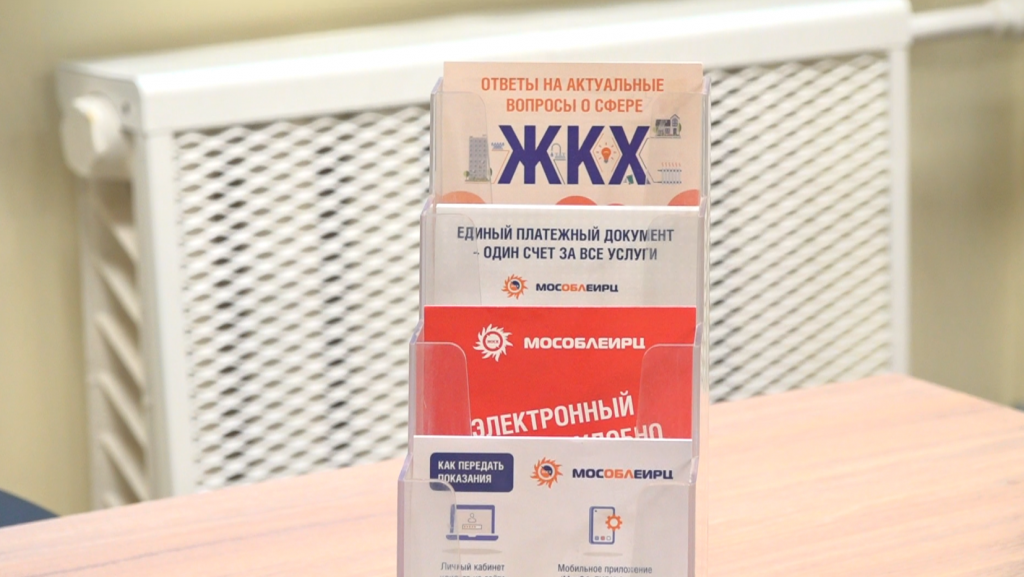 ОТВЕТЫ НА АКТУАЛЬНЫЕ
ВОПРОСЫ О СФЕРЕ
ЖКХ
ЕДИНЫЙ ПЛАТЕЖНЫЙ ДОКУМЕНТ
- ОДИН СЧЕТ ЗА ВСЕ УСЛУГИ
МОСОБЛЕИРЦ
МОСОБЛЕИРЦ
ЭЛЕКТРОННЫЙ
КАК ПЕРЕДАТЬ
ПОКАЗАНИЯ
МОСОБЛЕИРЦ
Личный кабинет
Мобильное приложение